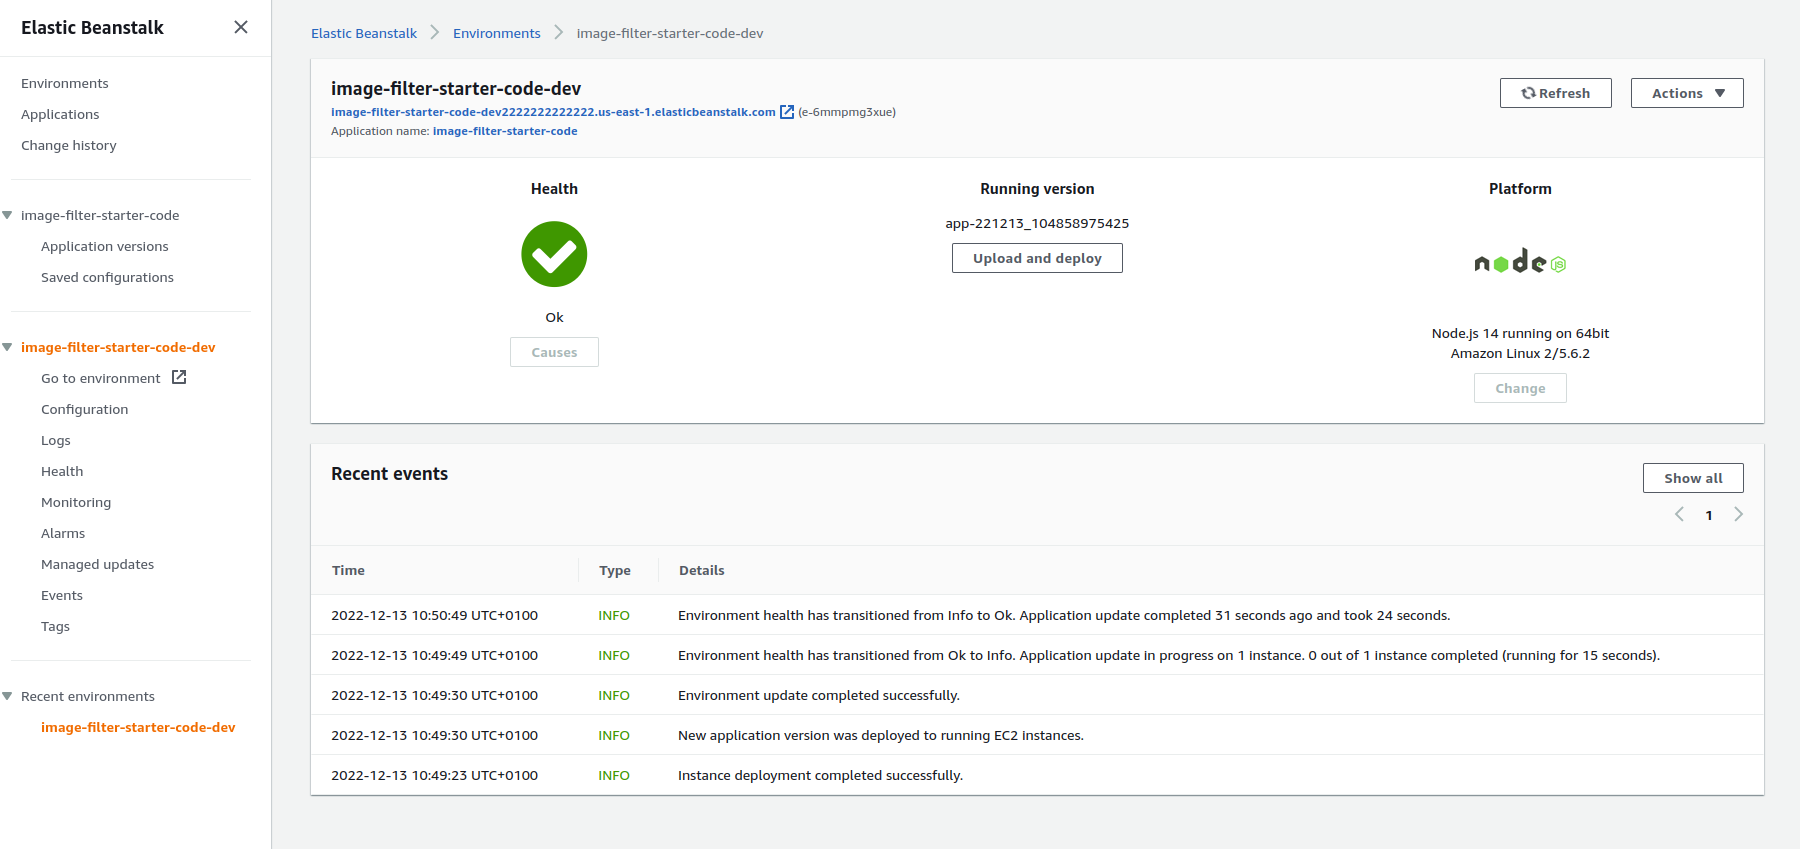 Elastic Beanstalk
Environments
Applications
Change history
image-filter-starter-code
Application versions
Saved configurations
image-filter-starter-code-dev
Go to environment
Configuration
Logs
Health
Monitoring
Alarms
Managed updates
Events
Tags
Recent environments
image-filter-starter-code-dev
Elastic Beanstalk > Environments > image-filter-starter-code-dev
image-filter-starter-code-dev
image-filter-starter-code-dev2222222222222.us-east-1.elasticbeanstalk.com (e-6mmpmg3xue)
Application name: image-filter-starter-code
Refresh
Actions
Health
Ok
Causes
Running version
app-221213_104858975425
Upload and deploy
Platform
node JS
Node.js 14 running on 64bit
Amazon Linux 2/5.6.2
Change
Recent events
Show all
1
Time Type Details
2022-12-13 10:50:49 UTC+0100 INFO Environment health has transitioned from Info to Ok. Application update completed 31 seconds ago and took 24 seconds.
2022-12-13 10:49:49 UTC+0100 INFO Environment health has transitioned from Ok to Info. Application update in progress on 1 instance. 0 out of 1 instance completed (running for 15 seconds).
2022-12-13 10:49:30 UTC+0100 INFO Environment update completed successfully.
2022-12-13 10:49:30 UTC+0100 INFO New application version was deployed to running EC2 instances.
2022-12-13 10:49:23 UTC+0100 INFO Instance deployment completed successfully.